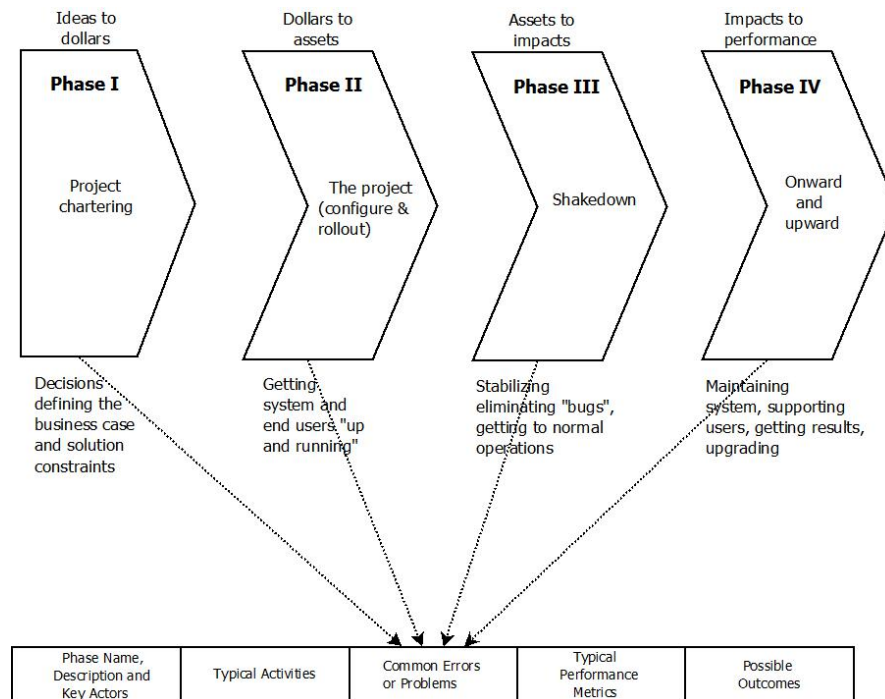 Ideas to
dollars
Dollars to
assets
Assets to
impacts
Impacts to
performance
Phase I
Phase II
Phase III
Phase IV
Project
chartering
The project
(configure &
rollout)
Shakedown
Onward
and
upward
Decisions
defining the
business case
and solution
constraints
Getting
system and
end users "up
and running"
Stabilizing
eliminating "bugs",
getting to normal
operations
Maintaining
system, supporting
users, getting results,
upgrading
Phase Name,
Description and
Key Actors
Typical Activities
Common Errors
or Problems
Typical
Performance
Metrics
Possible
Outcomes